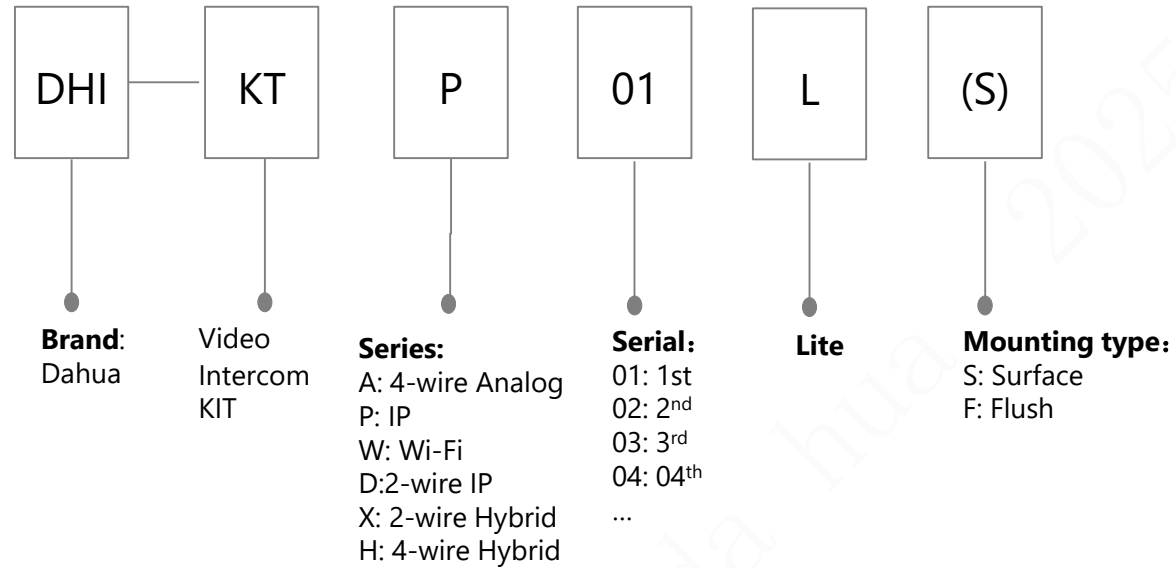 DHI
KT
P
01
L
(S)
Brand:
Dahua
Video
Intercom
KIT
Series:
A: 4-wire Analog
P: IP
W: Wi-Fi
D:2-wire IP
X: 2-wire Hybrid
H: 4-wire Hybrid
Serial：
01: 1st
02: 2nd
03: 3rd
04: 04th
...
Lite
Mounting type：
S: Surface
F: Flush
hua 2025